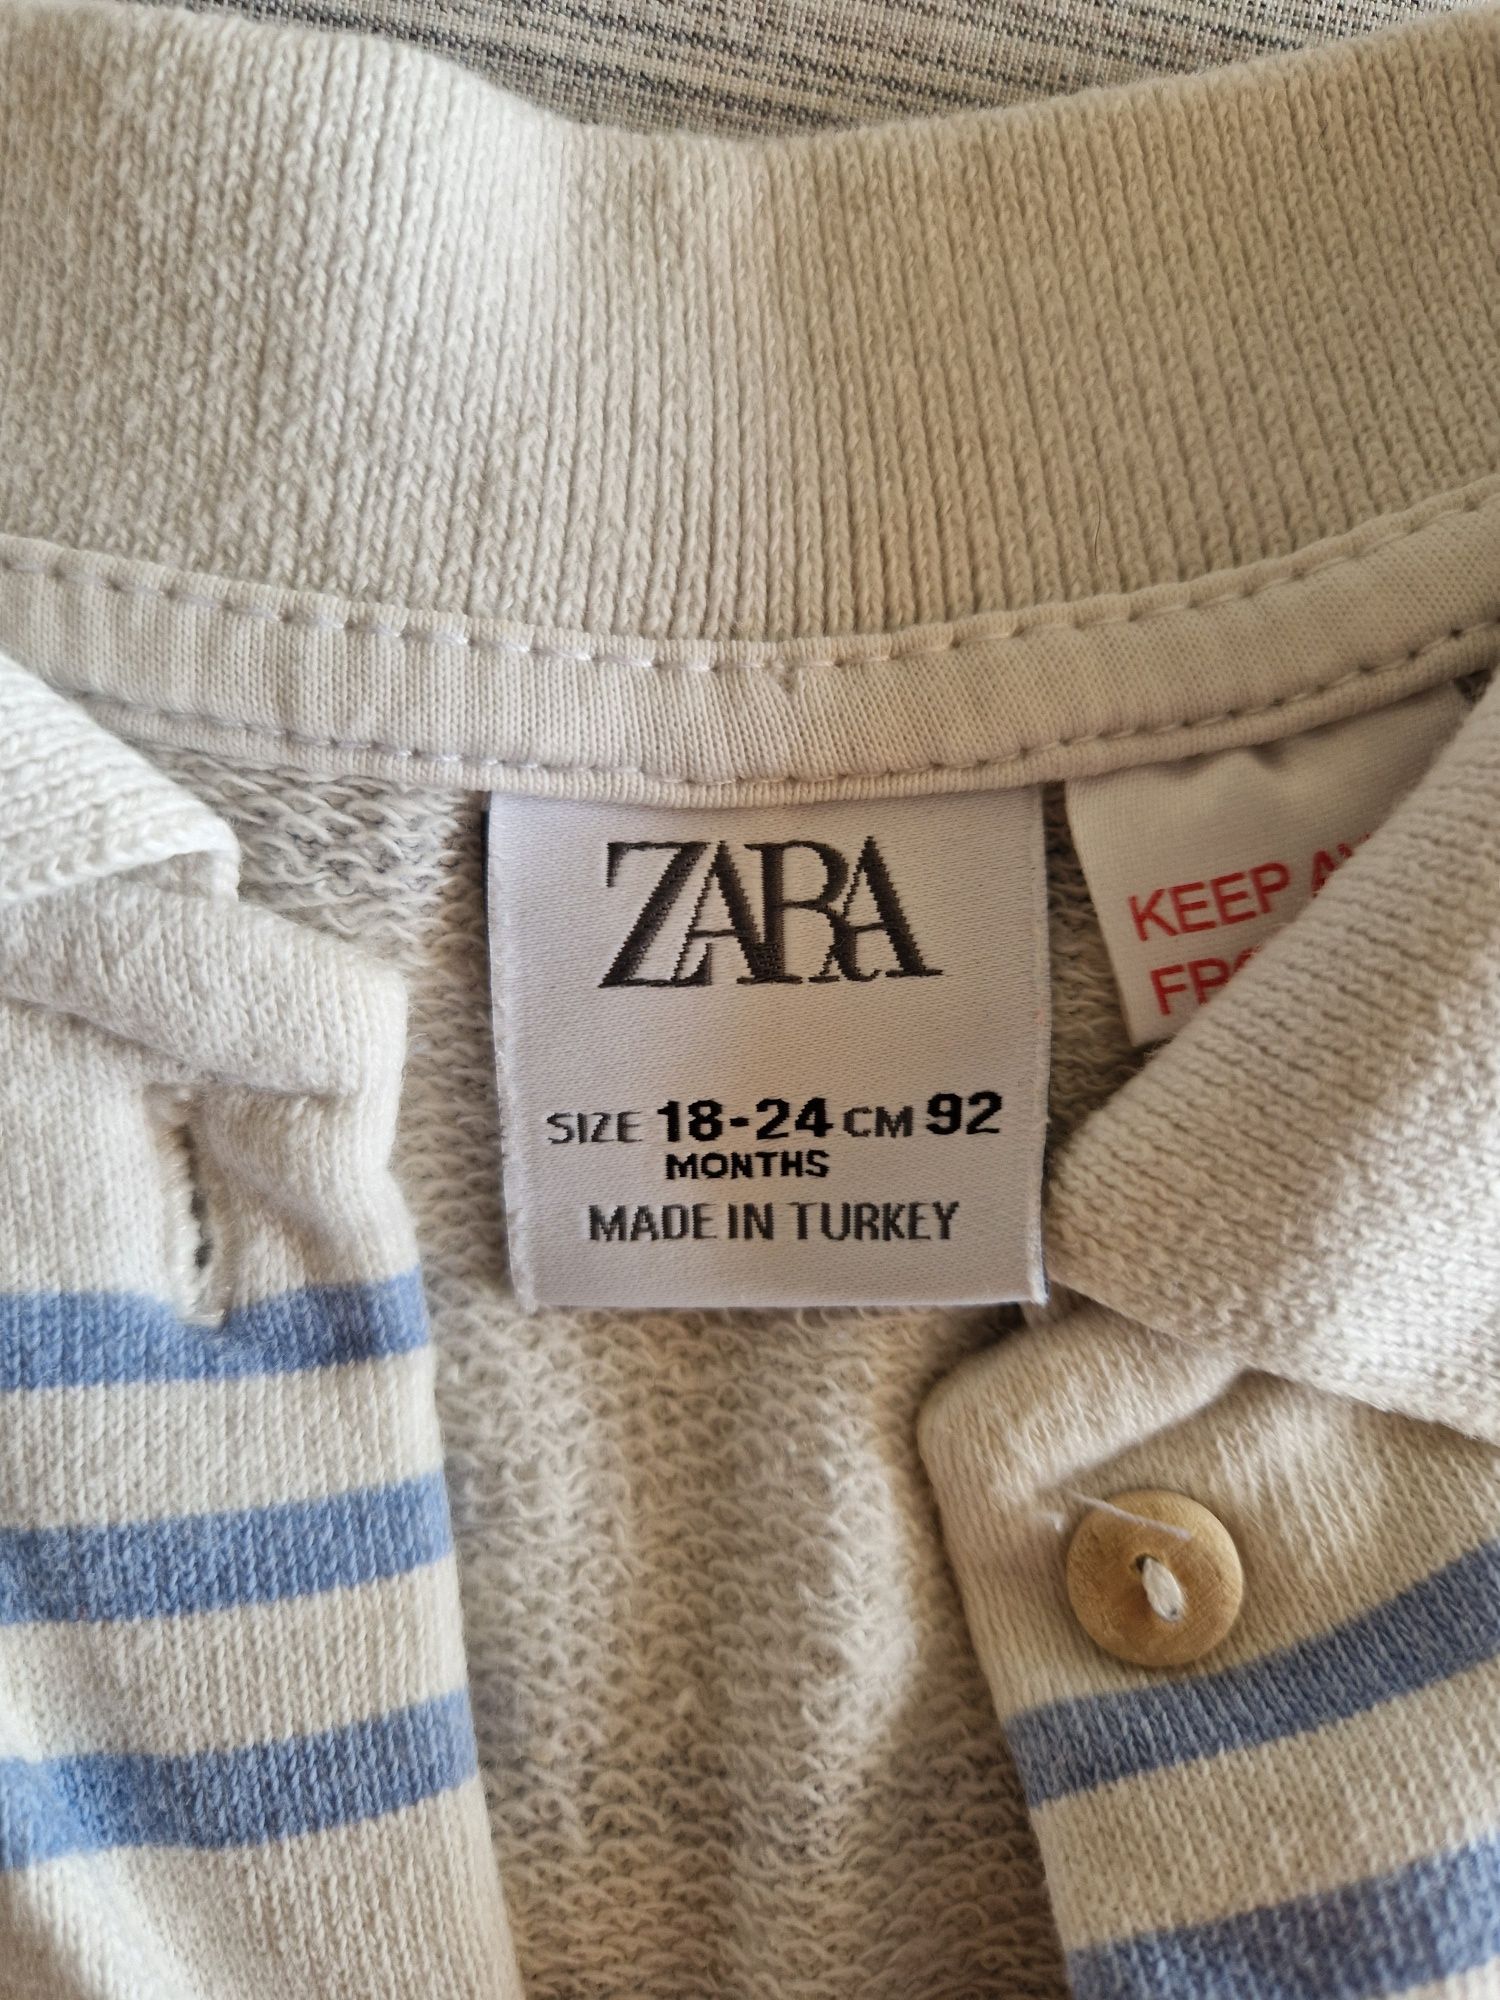 ZARA
SIZE 18-24 CM 92
MONTHS
MADE IN TURKEY
KEEP